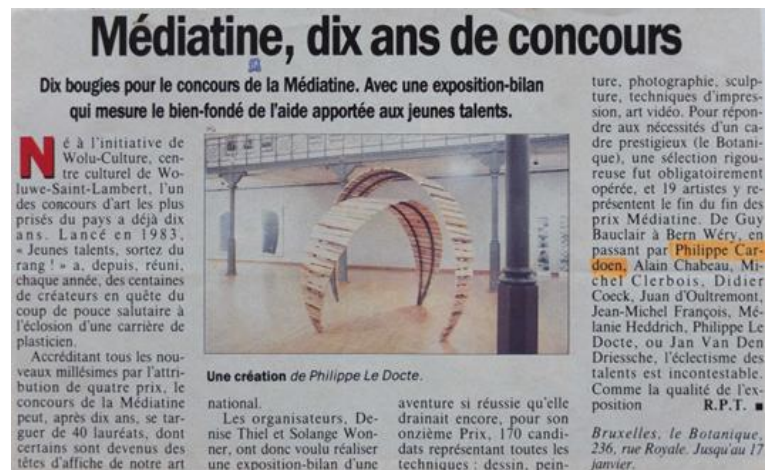 Médiatine, dix ans de concours
Dix bougies pour le concours de la Médiatine. Avec une exposition-bilan
qui mesure le bien-fondé de l'aide apportée aux jeunes talents.
Né à l'initiative de
Wolu-Culture, cen-
tre culturel de Wo-
luwe-Saint-Lambert, l'un
des concours d'art les plus
prisés du pays a déjà dix
ans. Lancé en 1983,
« Jeunes talents, sortez du
rang ! » a, depuis, réuni,
chaque année, des centaines
de créateurs en quête du
coup de pouce salutaire à
l'éclosion d'une carrière de
plasticien.
Accréditant tous les nou-
veaux millésimes par l'attri-
bution de quatre prix, le
concours de la Médiatine
peut, après dix ans, se tar-
guer de 40 lauréats, dont
certains sont devenus des
têtes d'affiche de notre art
Une création de Philippe Le Docte.
national.
Les organisateurs, De-
nise Thiel et Solange Won-
ner, ont donc voulu réaliser
une exposition-bilan d'une
aventure si réussie qu'elle
drainait encore, pour son
onzième Prix, 170 candi-
dats représentant toutes les
techniques : dessin, pein-
ture, photographie, sculp-
ture, techniques d'impres-
sion, art vidéo. Pour répon-
dre aux nécessités d'un ca-
dre prestigieux (le Botani-
que), une sélection rigou-
reuse fut obligatoirement
opérée, et 19 artistes y re-
présentent le fin du fin des
prix Médiatine. De Guy
Bauclair à Bern Wéry, en
passant par Philippe Car-
doen, Alain Chabeau, Mi-
chel Clerbois, Didier
Coeck, Juan d'Oultremont,
Jean-Michel François, Mé-
lanie Heddrich, Philippe Le
Docte, ou Jan Van Den
Driessche, l'éclectisme des
talents est incontestable.
Comme la qualité de l'ex-
position R.P.T. ■
Bruxelles, le Botanique,
236, rue Royale. Jusqu'au 17
janvier.